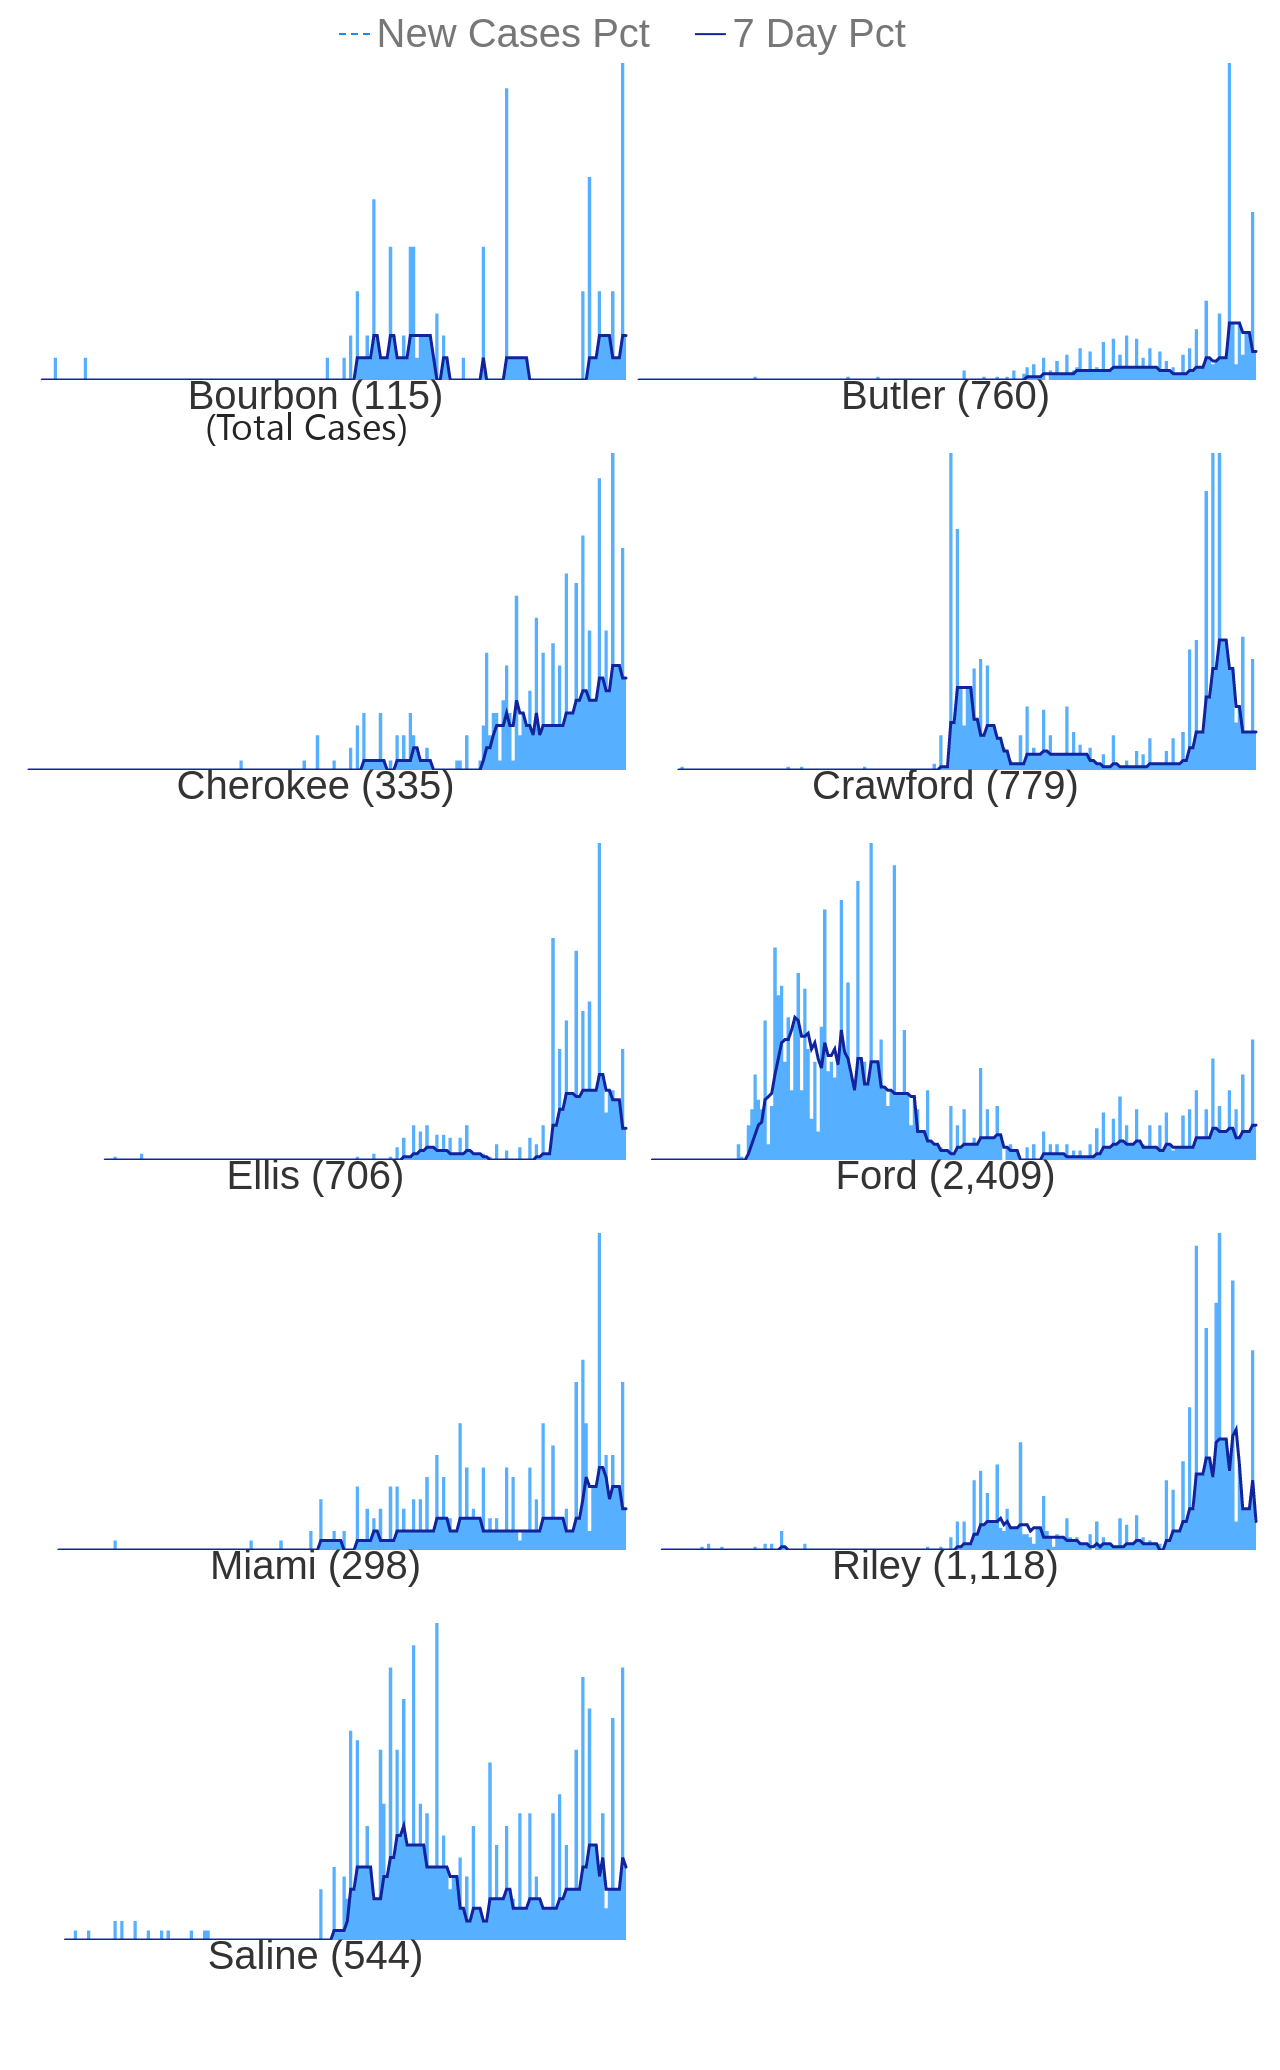 New Cases Pct 7 Day Pct
Bourbon (115) Butler (760)
(Total Cases)
Cherokee (335) Crawford (779)
Ellis (706) Ford (2,409)
Miami (298) Riley (1,118)
Saline (544)